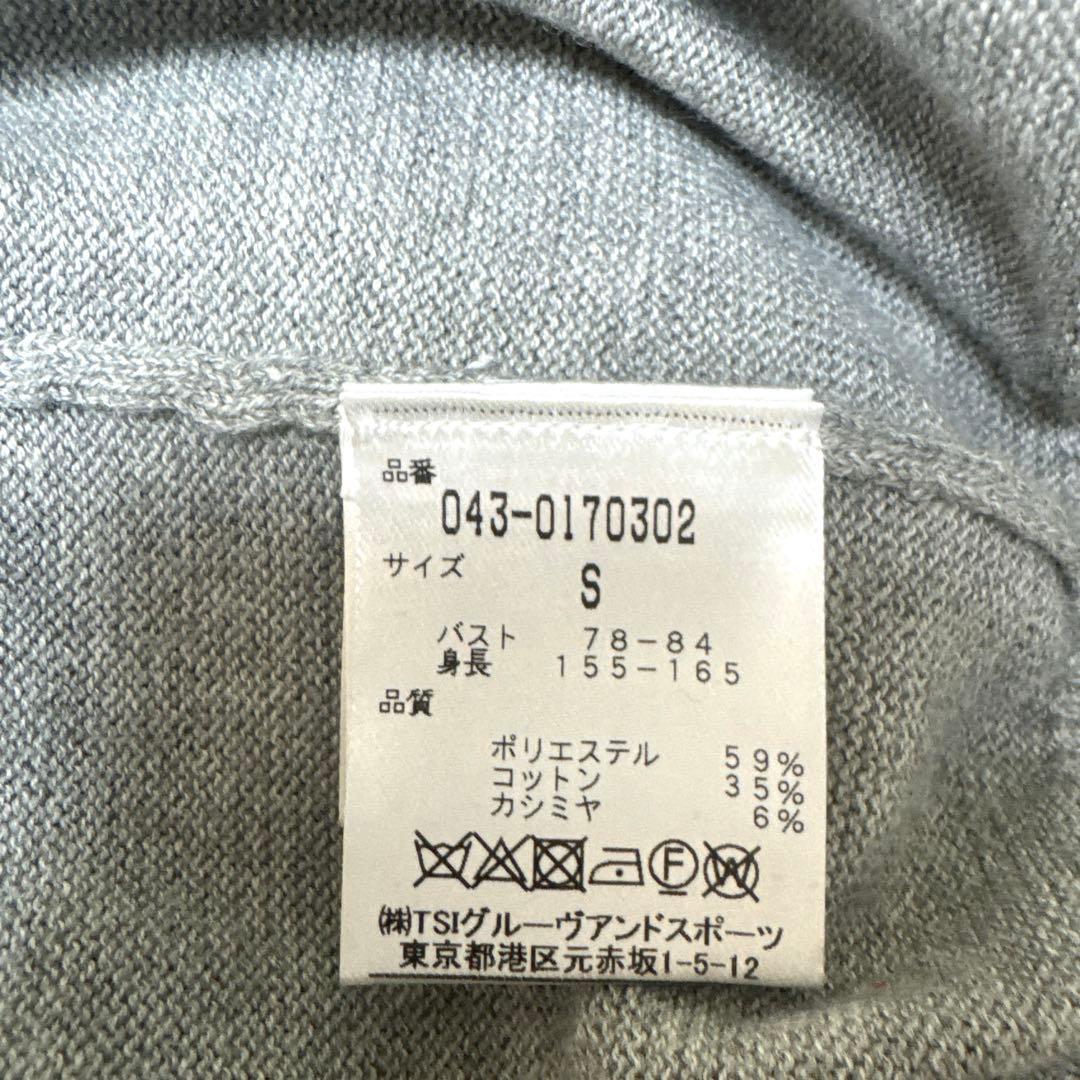 品番
043-0170302
サイズ
S
バスト 78-84
身長 155-165
品質
ポリエステル 59%
コットン 35%
カシミヤ 6%
F W
㈱TSIグルーヴアンドスポーツ
東京都港区元赤坂1-5-12